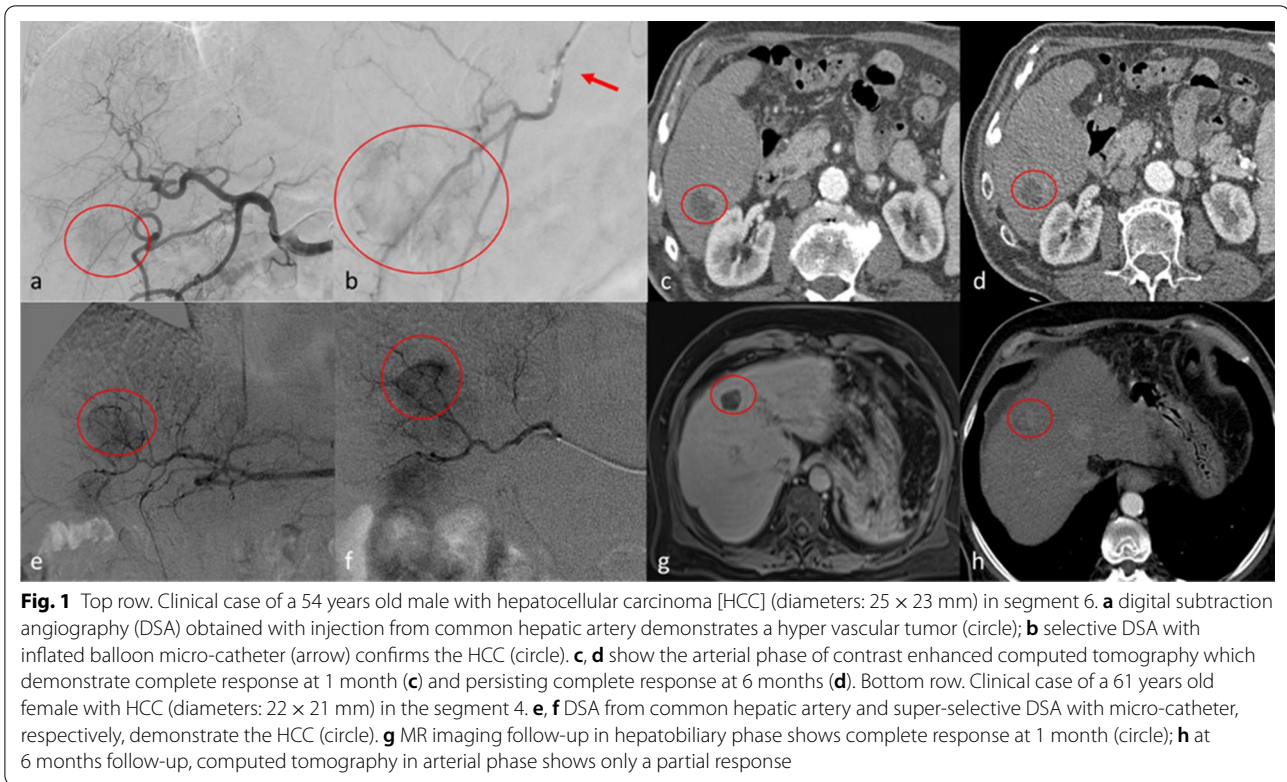 a
b
c
d
e
f
g
h
Fig. 1 Top row. Clinical case of a 54 years old male with hepatocellular carcinoma [HCC] (diameters: 25 × 23 mm) in segment 6. a digital subtraction
angiography (DSA) obtained with injection from common hepatic artery demonstrates a hyper vascular tumor (circle); b selective DSA with
inflated balloon micro-catheter (arrow) confirms the HCC (circle). c, d show the arterial phase of contrast enhanced computed tomography which
demonstrate complete response at 1 month (c) and persisting complete response at 6 months (d). Bottom row. Clinical case of a 61 years old
female with HCC (diameters: 22 × 21 mm) in the segment 4. e, f DSA from common hepatic artery and super-selective DSA with micro-catheter,
respectively, demonstrate the HCC (circle). g MR imaging follow-up in hepatobiliary phase shows complete response at 1 month (circle); h at
6 months follow-up, computed tomography in arterial phase shows only a partial response